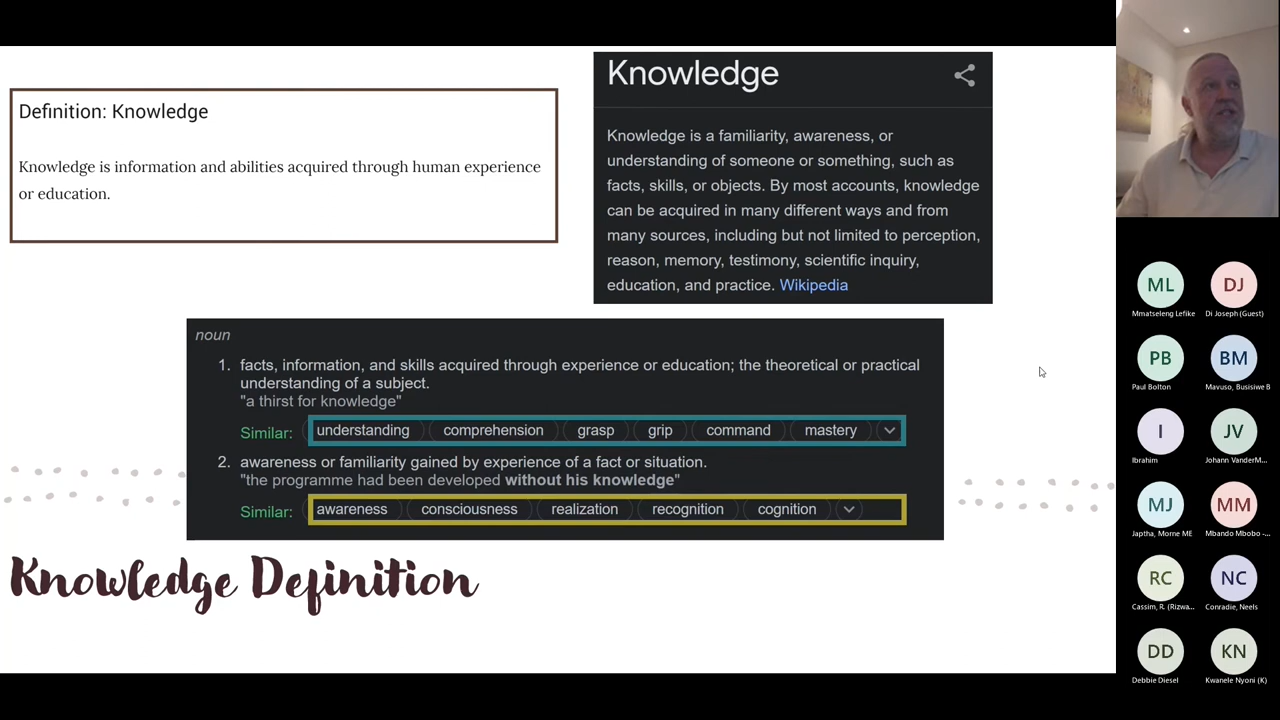 Definition: Knowledge
Knowledge is information and abilities acquired through human experience
or education.
Knowledge
Knowledge is a familiarity, awareness, or
understanding of someone or something, such as
facts, skills, or objects. By most accounts, knowledge
can be acquired in many different ways and from
many sources, including but not limited to perception,
reason, memory, testimony, scientific inquiry,
education, and practice. Wikipedia
noun
1. facts, information, and skills acquired through experience or education; the theoretical or practical
understanding of a subject.
"a thirst for knowledge"
Similar: understanding comprehension grasp grip command mastery
2. awareness or familiarity gained by experience of a fact or situation.
"the programme had been developed without his knowledge"
Similar: awareness consciousness realization recognition cognition
Knowledge Definition
ML DJ
Mmatseleng Lefike Di Joseph (Guest)
PB BM
Paul Bolton Mavuso, Busisiwe B
I JV
Ibrahim Johann VanderM...
MJ MM
Japtha, Morne ME Mbando Mbobo -...
RC NC
Cassim, R. (Rizwa... Conradie, Neels
DD KN
Debbie Diesel Kwanele Nyoni (K)